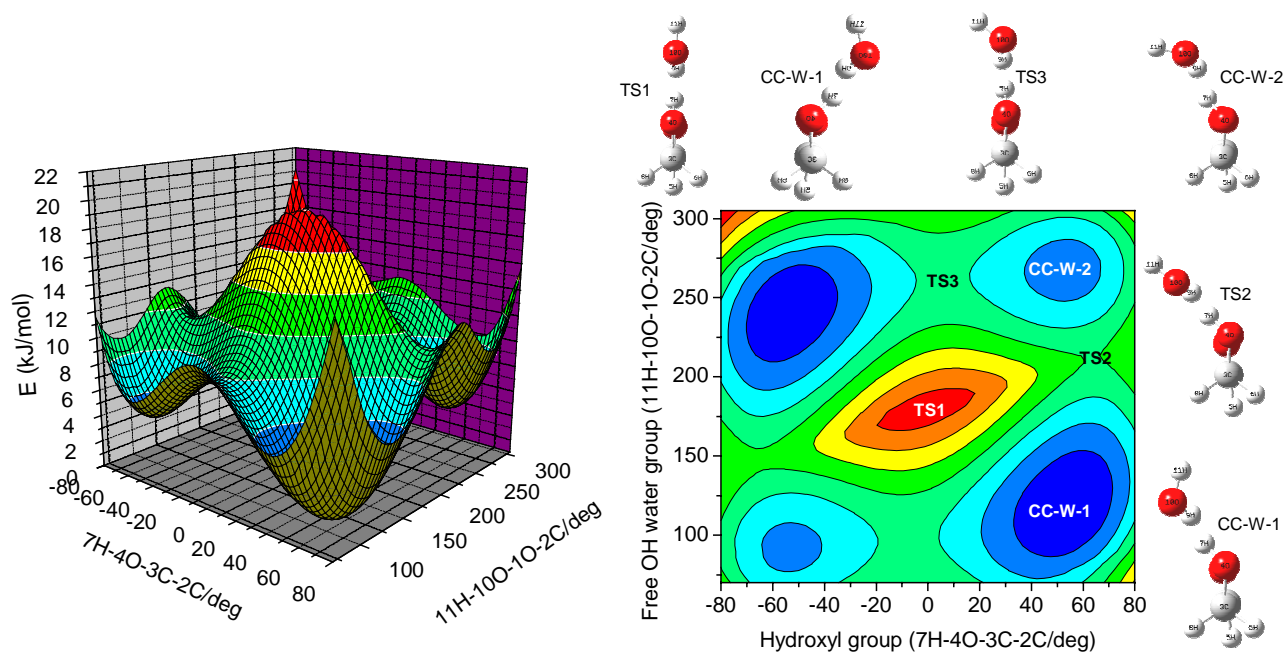 TS1
CC-W-1
TS3
CC-W-2
22
20
18
16
14
12
10
8
6
4
2
0
E (kJ/mol)
-80
-60
-40
-20
0
20
40
60
80
7H-4O-3C-2C/deg
100
150
200
250
300
11H-10O-1O-2C/deg
300
250
200
150
100
Free OH water group (11H-10O-1O-2C/deg)
CC-W-2
TS3
TS2
TS1
CC-W-1
-80 -60 -40 -20 0 20 40 60 80
Hydroxyl group (7H-4O-3C-2C/deg)
TS2
CC-W-1